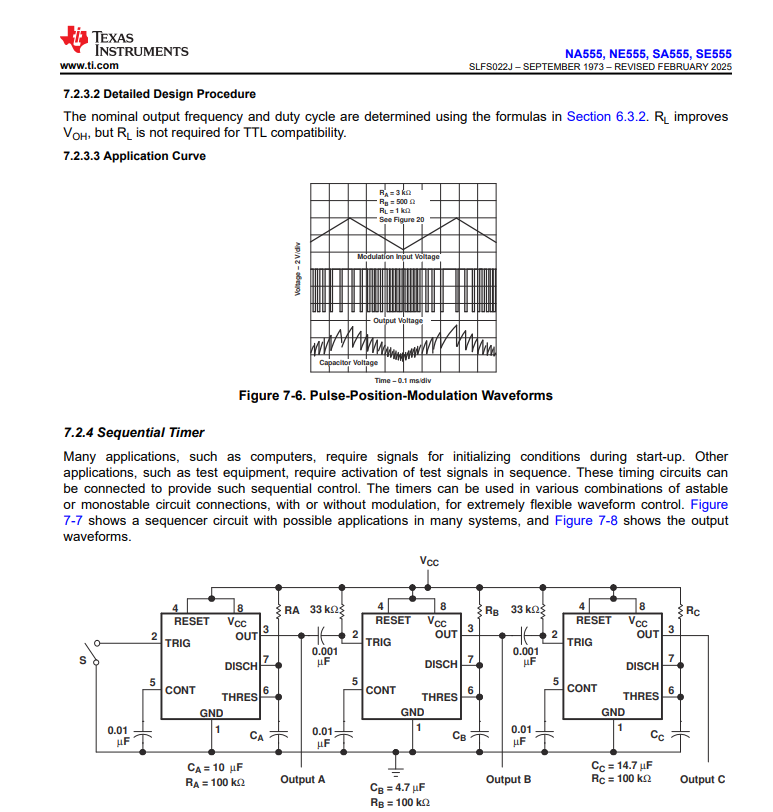 TEXAS
INSTRUMENTS
www.ti.com
NA555, NE555, SA555, SE555
SLFS022J – SEPTEMBER 1973 – REVISED FEBRUARY 2025
7.2.3.2 Detailed Design Procedure
The nominal output frequency and duty cycle are determined using the formulas in Section 6.3.2. RL improves
VOH, but RL is not required for TTL compatibility.
7.2.3.3 Application Curve
RA = 3 kΩ
RB = 500 Ω
RL = 1 kΩ
See Figure 20
Voltage – 2 V/div
Modulation Input Voltage
Output Voltage
Capacitor Voltage
Time – 0.1 ms/div
Figure 7-6. Pulse-Position-Modulation Waveforms
7.2.4 Sequential Timer
Many applications, such as computers, require signals for initializing conditions during start-up. Other
applications, such as test equipment, require activation of test signals in sequence. These timing circuits can
be connected to provide such sequential control. The timers can be used in various combinations of astable
or monostable circuit connections, with or without modulation, for extremely flexible waveform control. Figure
7-7 shows a sequencer circuit with possible applications in many systems, and Figure 7-8 shows the output
waveforms.
VCC
4 8 RA 33 kΩ 4 8 RB 33 kΩ 4 8 RC
RESET VCC RESET VCC RESET VCC
OUT 3 OUT 3 OUT 3
2 TRIG 2 TRIG 2 TRIG
0.001 0.001
µF µF
S
DISCH 7 DISCH 7 DISCH 7
5 CONT 5 CONT 5 CONT
THRES 6 THRES 6 THRES 6
GND GND GND
1 1 1
0.01 CA 0.01 CB 0.01 CC
µF µF µF
CA = 10 µF
RA = 100 kΩ
Output A
CB = 4.7 µF
RB = 100 kΩ
Output B
CC = 14.7 µF
RC = 100 kΩ
Output C